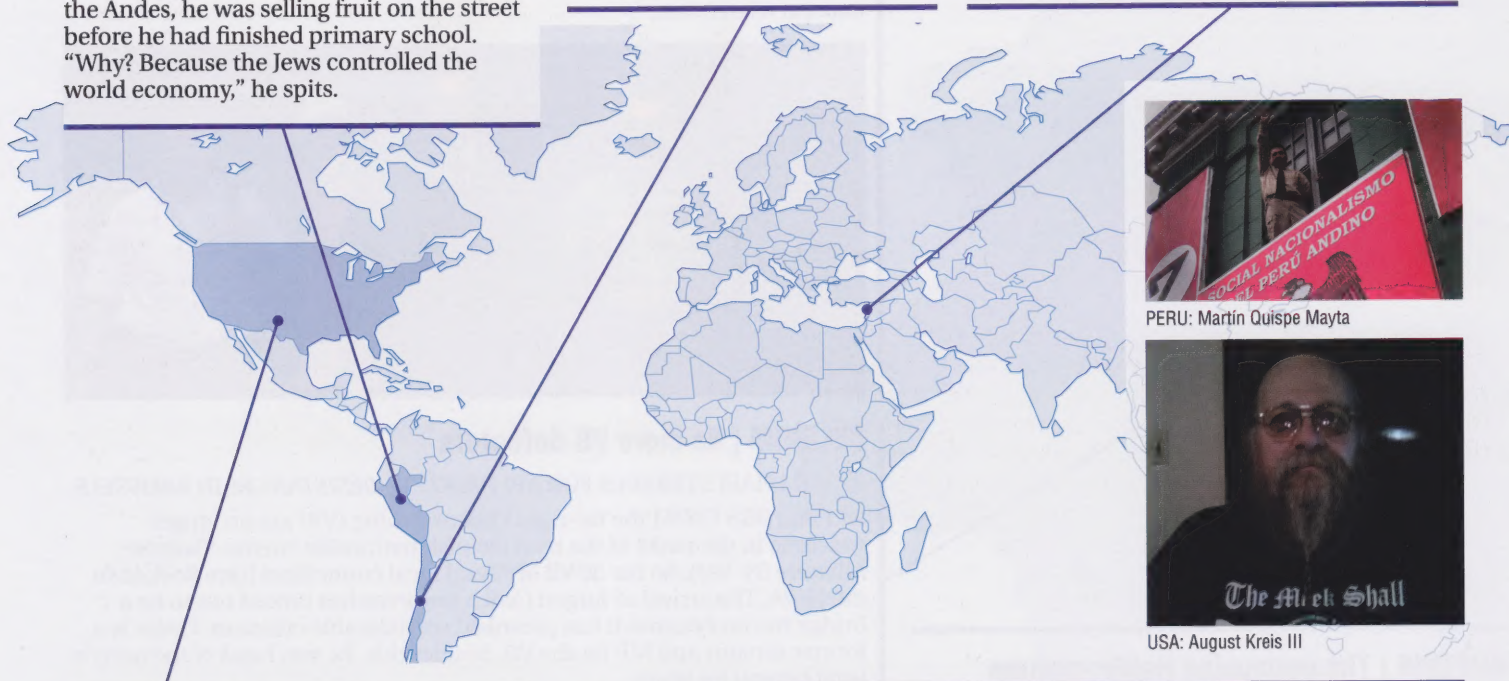 the Andes, he was selling fruit on the street
before he had finished primary school.
“Why? Because the Jews controlled the
world economy,” he spits.
SOCIAL NACIONALISMO
EL PERÚ ANDINO
PERU: Martín Quispe Mayta
The M ek Shall
USA: August Kreis III